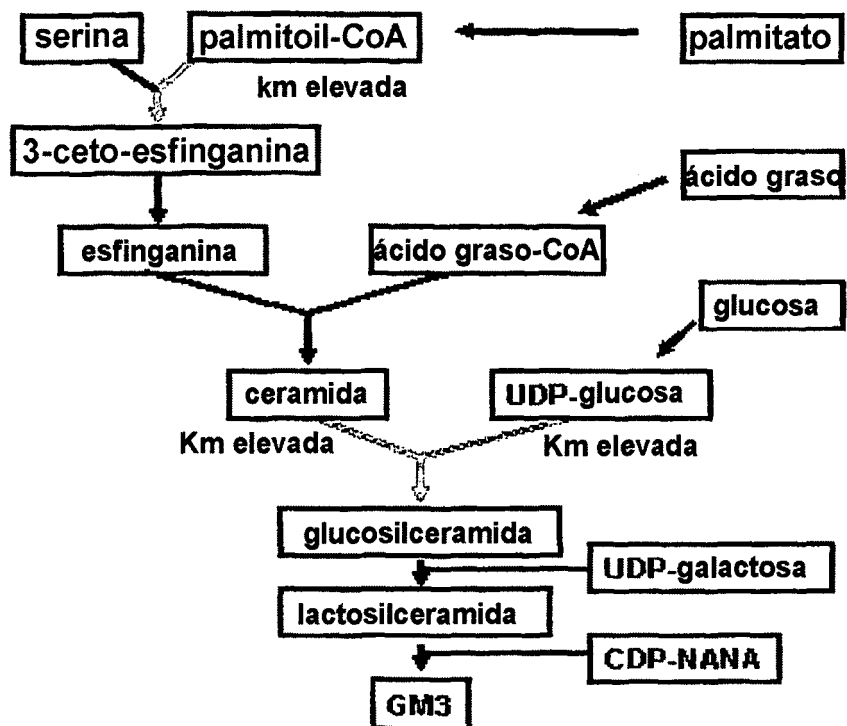 serina
palmitoil-CoA
palmitato
km elevada
3-ceto-esfinganina
ácido graso
esfinganina
ácido graso-CoA
glucosa
ceramida
UDP-glucosa
Km elevada
Km elevada
glucosilceramida
UDP-galactosa
lactosilceramida
CDP-NANA
GM3